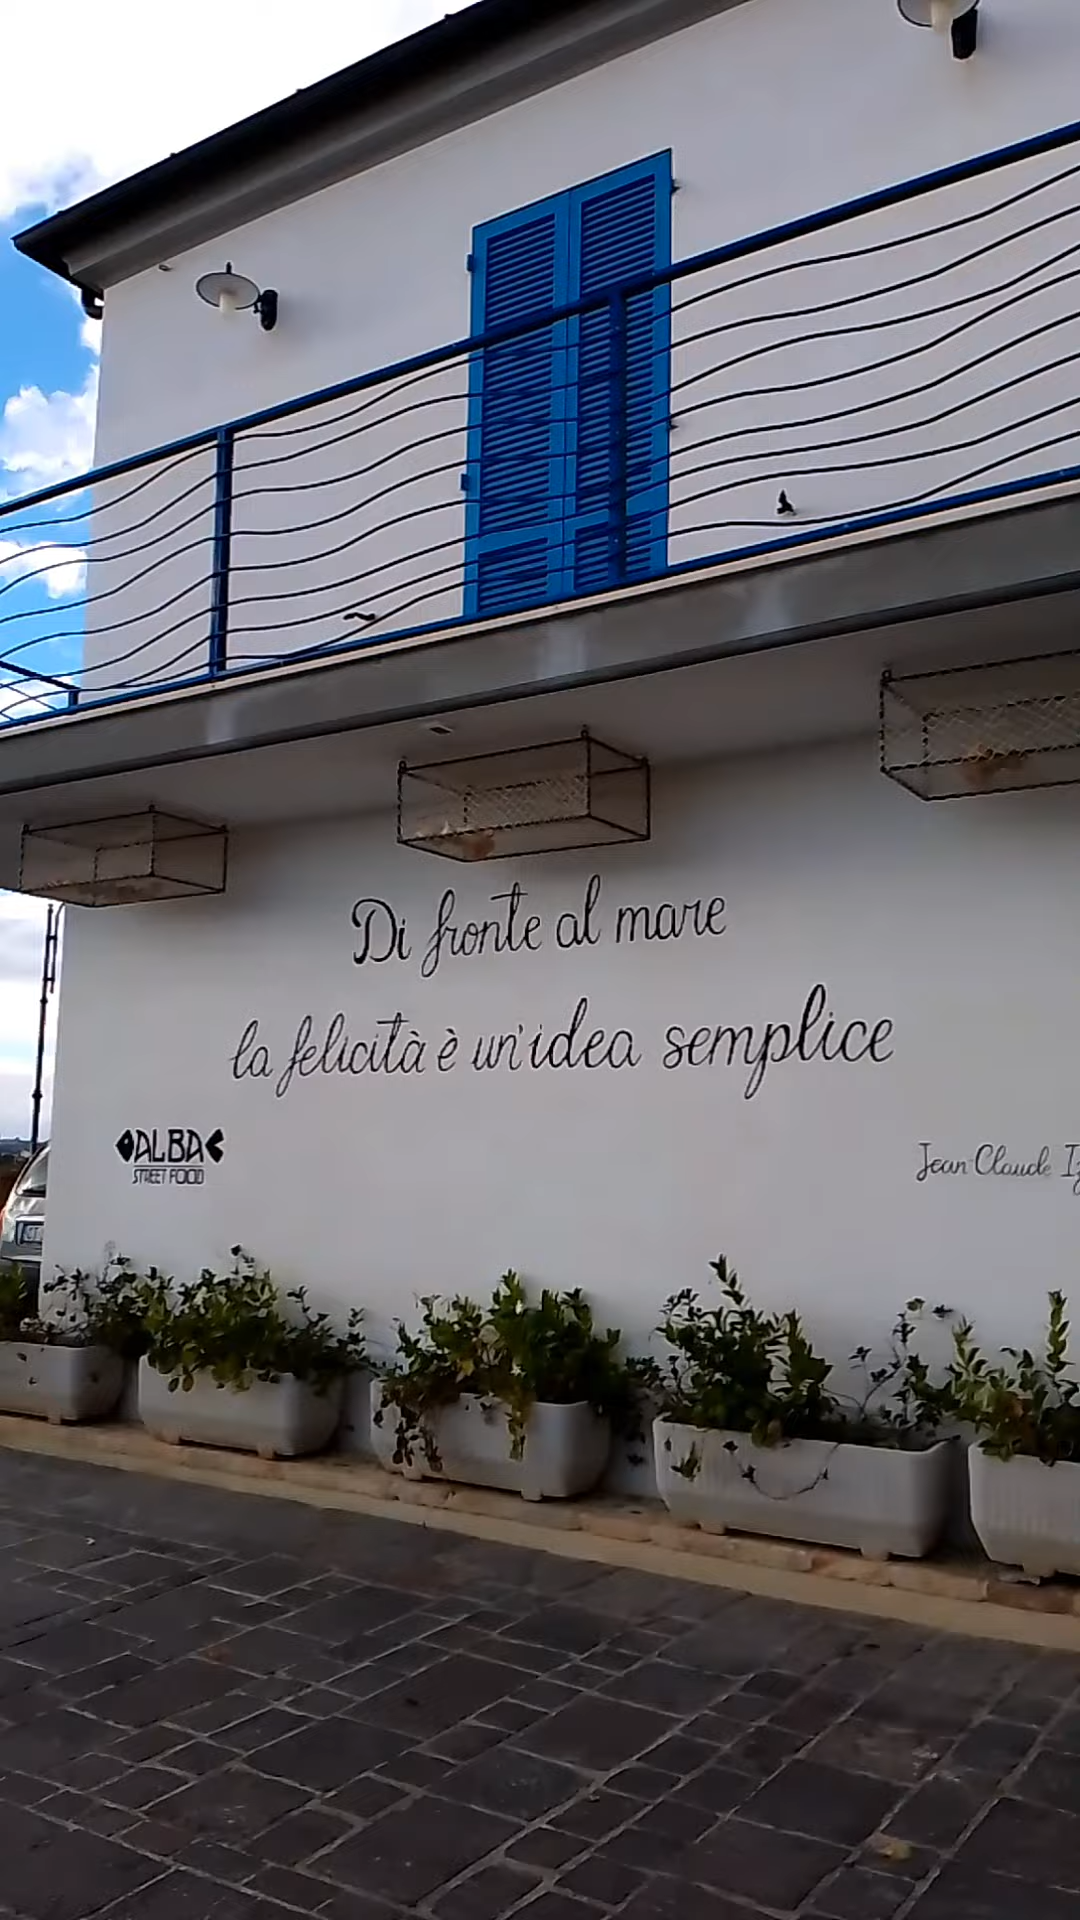 Di fronte al mare
la felicità è un'idea semplice
ALBA
STREET FOOD
Jean-Claude